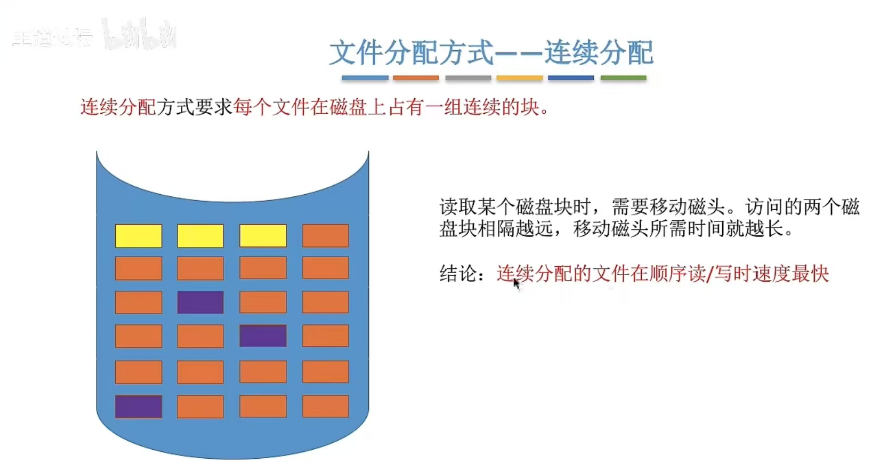 bilibili
文件分配方式——连续分配
连续分配方式要求每个文件在磁盘上占有一组连续的块。
读取某个磁盘块时，需要移动磁头。访问的两个磁
盘块相隔越远，移动磁头所需时间就越长。
结论：连续分配的文件在顺序读/写时速度最快